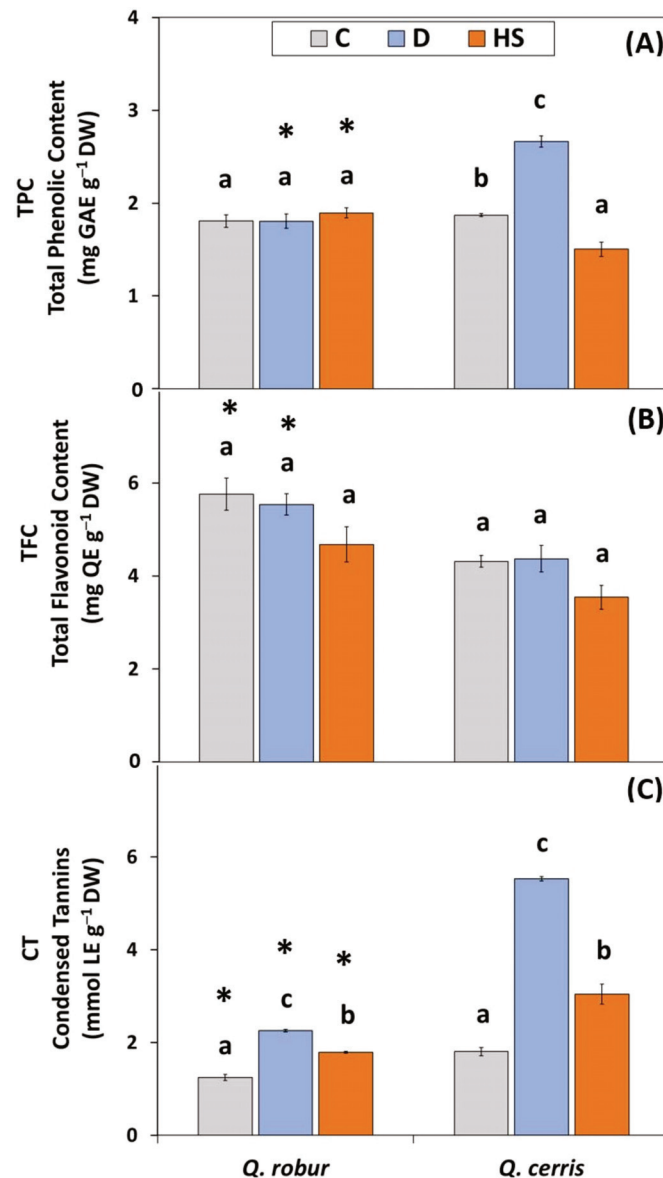 C D HS
(A)
4
3
2
1
0
TPC
Total Phenolic Content
(mg GAE g⁻¹ DW)
* *
a a a b c a
(B)
6
4
2
0
TFC
Total Flavonoid Content
(mg QE g⁻¹ DW)
* *
a a a a a a
(C)
6
4
2
0
CT
Condensed Tannins
(mmol LE g⁻¹ DW)
* * *
a c b a c b
Q. robur Q. cerris